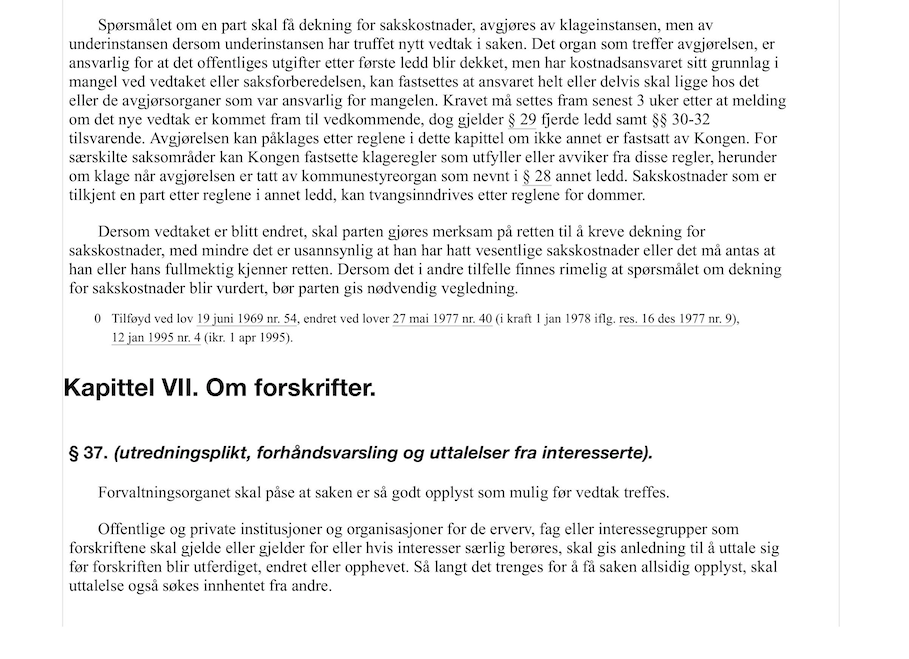 Spørsmålet om en part skal få dekning for sakskostnader, avgjøres av klageinstansen, men av
underinstansen dersom underinstansen har truffet nytt vedtak i saken. Det organ som treffer avgjørelsen, er
ansvarlig for at det offentliges utgifter etter første ledd blir dekket, men har kostnadsansvaret sitt grunnlag i
mangel ved vedtaket eller saksforberedelsen, kan fastsettes at ansvaret helt eller delvis skal ligge hos det
eller de avgjørsorganer som var ansvarlig for mangelen. Kravet må settes fram senest 3 uker etter at melding
om det nye vedtak er kommet fram til vedkommende, dog gjelder § 29 fjerde ledd samt §§ 30-32
tilsvarende. Avgjørelsen kan påklages etter reglene i dette kapittel om ikke annet er fastsatt av Kongen. For
særskilte saksområder kan Kongen fastsette klageregler som utfyller eller avviker fra disse regler, herunder
om klage når avgjørelsen er tatt av kommunestyreorgan som nevnt i § 28 annet ledd. Sakskostnader som er
tilkjent en part etter reglene i annet ledd, kan tvangsinndrives etter reglene for dommer.
Dersom vedtaket er blitt endret, skal parten gjøres merksam på retten til å kreve dekning for
sakskostnader, med mindre det er usannsynlig at han har hatt vesentlige sakskostnader eller det må antas at
han eller hans fullmektig kjenner retten. Dersom det i andre tilfelle finnes rimelig at spørsmålet om dekning
for sakskostnader blir vurdert, bør parten gis nødvendig vegledning.
0 Tilføyd ved lov 19 juni 1969 nr. 54, endret ved lover 27 mai 1977 nr. 40 (i kraft 1 jan 1978 iflg. res. 16 des 1977 nr. 9),
12 jan 1995 nr. 4 (ikr. 1 apr 1995).
Kapittel VII. Om forskrifter.
§ 37. (utredningsplikt, forhåndsvarsling og uttalelser fra interesserte).
Forvaltningsorganet skal påse at saken er så godt opplyst som mulig før vedtak treffes.
Offentlige og private institusjoner og organisasjoner for de erverv, fag eller interessegrupper som
forskriftene skal gjelde eller gjelder for eller hvis interesser særlig berøres, skal gis anledning til å uttale sig
før forskriften blir utferdiget, endret eller opphevet. Så langt det trenges for å få saken allsidig opplyst, skal
uttalelse også søkes innhentet fra andre.